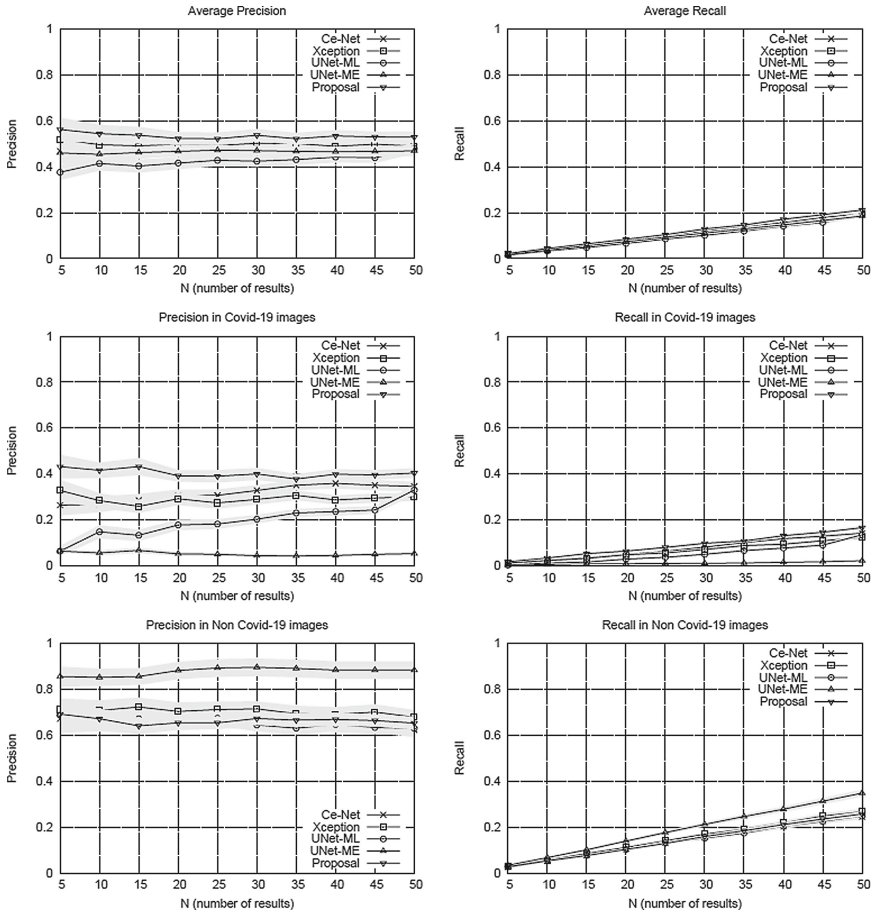 Average Precision
1
0.8
0.6
0.4
0.2
0
Precision
Ce-Net
Xception
UNet-ML
UNet-ME
Proposal
5 10 15 20 25 30 35 40 45 50
N (number of results)
Average Recall
1
0.8
0.6
0.4
0.2
0
Recall
Ce-Net
Xception
UNet-ML
UNet-ME
Proposal
5 10 15 20 25 30 35 40 45 50
N (number of results)
Precision in Covid-19 images
1
0.8
0.6
0.4
0.2
0
Precision
Ce-Net
Xception
UNet-ML
UNet-ME
Proposal
5 10 15 20 25 30 35 40 45 50
N (number of results)
Recall in Covid-19 images
1
0.8
0.6
0.4
0.2
0
Recall
Ce-Net
Xception
UNet-ML
UNet-ME
Proposal
5 10 15 20 25 30 35 40 45 50
N (number of results)
Precision in Non Covid-19 images
1
0.8
0.6
0.4
0.2
0
Precision
Ce-Net
Xception
UNet-ML
UNet-ME
Proposal
5 10 15 20 25 30 35 40 45 50
N (number of results)
Recall in Non Covid-19 images
1
0.8
0.6
0.4
0.2
0
Recall
Ce-Net
Xception
UNet-ML
UNet-ME
Proposal
5 10 15 20 25 30 35 40 45 50
N (number of results)